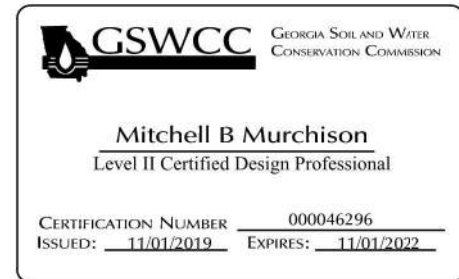 GSWCC
GEORGIA SOIL AND WATER
CONSERVATION COMMISSION
Mitchell B Murchison
Level II Certified Design Professional
CERTIFICATION NUMBER 000046296
ISSUED: 11/01/2019 EXPIRES: 11/01/2022